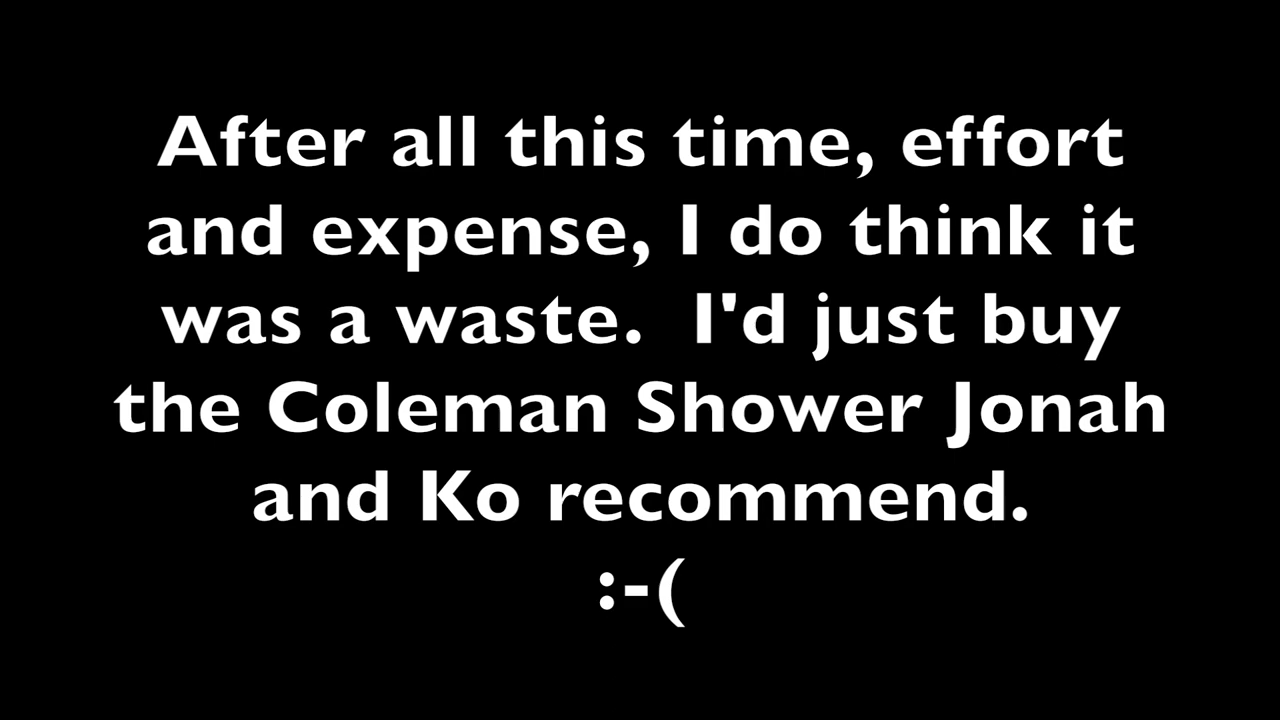 After all this time, effort
and expense, I do think it
was a waste.  I'd just buy
the Coleman Shower Jonah
and Ko recommend.
:-(